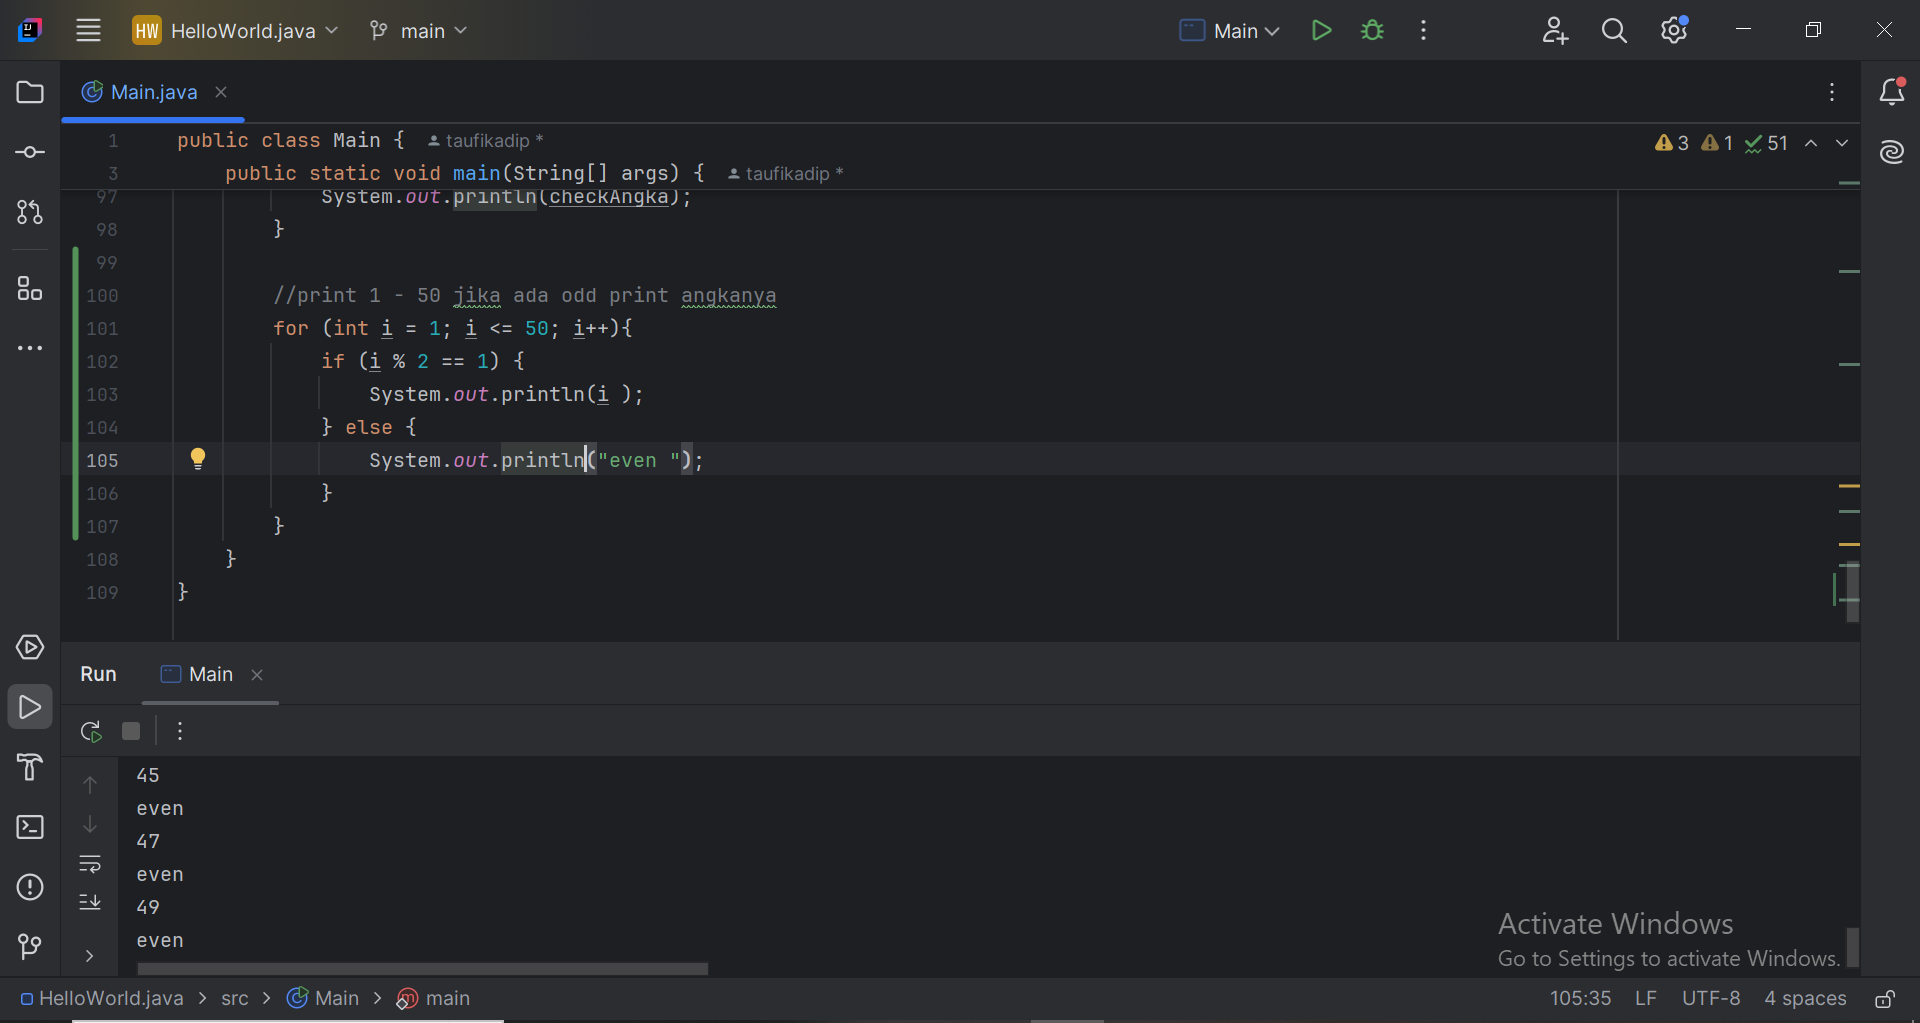 HW HelloWorld.java main Main
Main.java
1 public class Main { taufikadip *
3 public static void main(String[] args) { taufikadip *
3 1 51
97 System.out.println(checkAngka);
98 }
99
100 //print 1 - 50 jika ada odd print angkanya
101 for (int i = 1; i <= 50; i++){
102 if (i % 2 == 1) {
103 System.out.println(i );
104 } else {
105 System.out.println("even ");
106 }
107 }
108 }
109 }
Run Main
45
even
47
even
49
even
Activate Windows
Go to Settings to activate Windows.
HelloWorld.java > src > Main > main
105:35 LF UTF-8 4 spaces